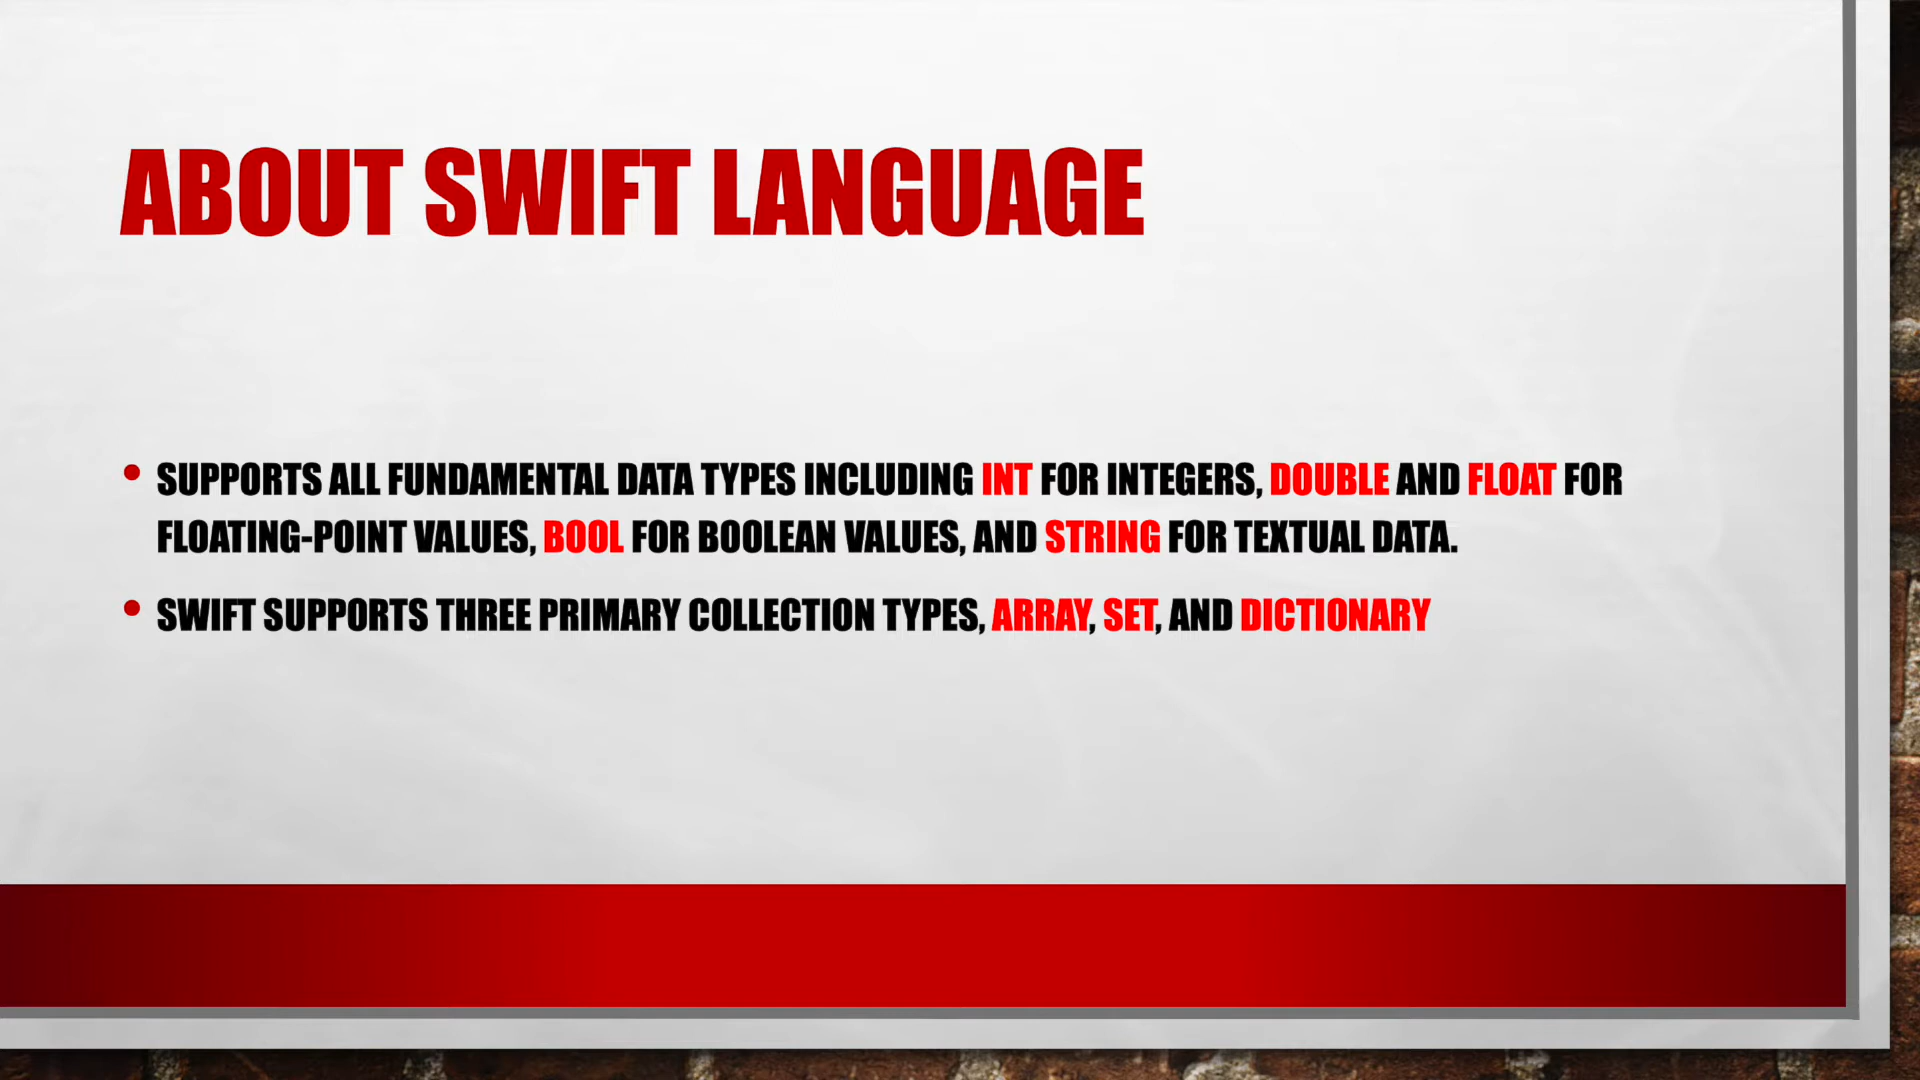 ABOUT SWIFT LANGUAGE
• SUPPORTS ALL FUNDAMENTAL DATA TYPES INCLUDING INT FOR INTEGERS, DOUBLE AND FLOAT FOR
FLOATING-POINT VALUES, BOOL FOR BOOLEAN VALUES, AND STRING FOR TEXTUAL DATA.
• SWIFT SUPPORTS THREE PRIMARY COLLECTION TYPES, ARRAY, SET, AND DICTIONARY